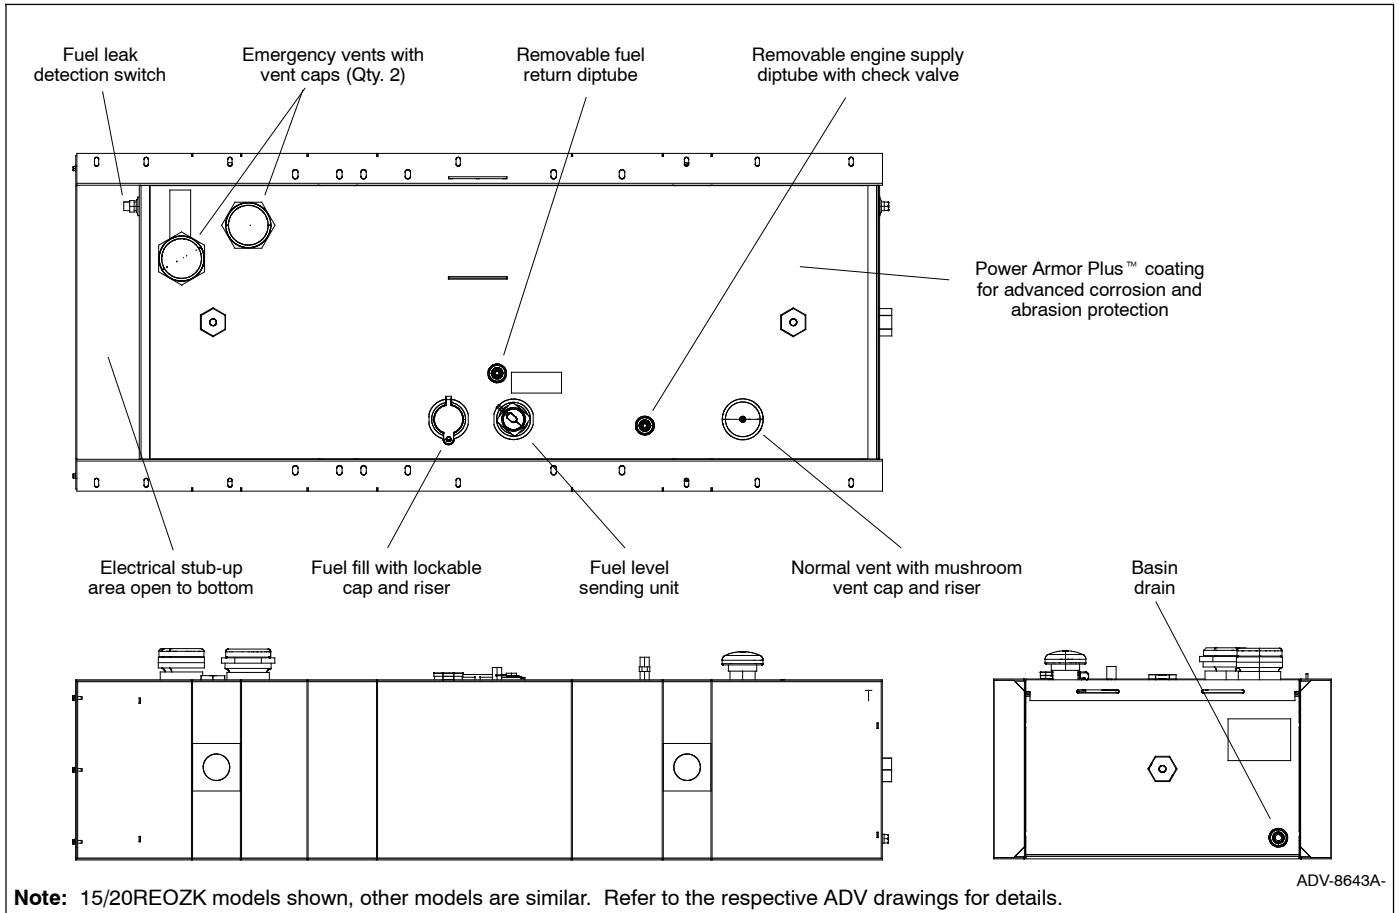 Fuel leak
detection switch
Emergency vents with
vent caps (Qty. 2)
Removable fuel
return diptube
Removable engine supply
diptube with check valve
Power Armor Plus™ coating
for advanced corrosion and
abrasion protection
Electrical stub-up
area open to bottom
Fuel fill with lockable
cap and riser
Fuel level
sending unit
Normal vent with mushroom
vent cap and riser
Basin
drain
ADV-8643A-
Note: 15/20REOZK models shown, other models are similar. Refer to the respective ADV drawings for details.